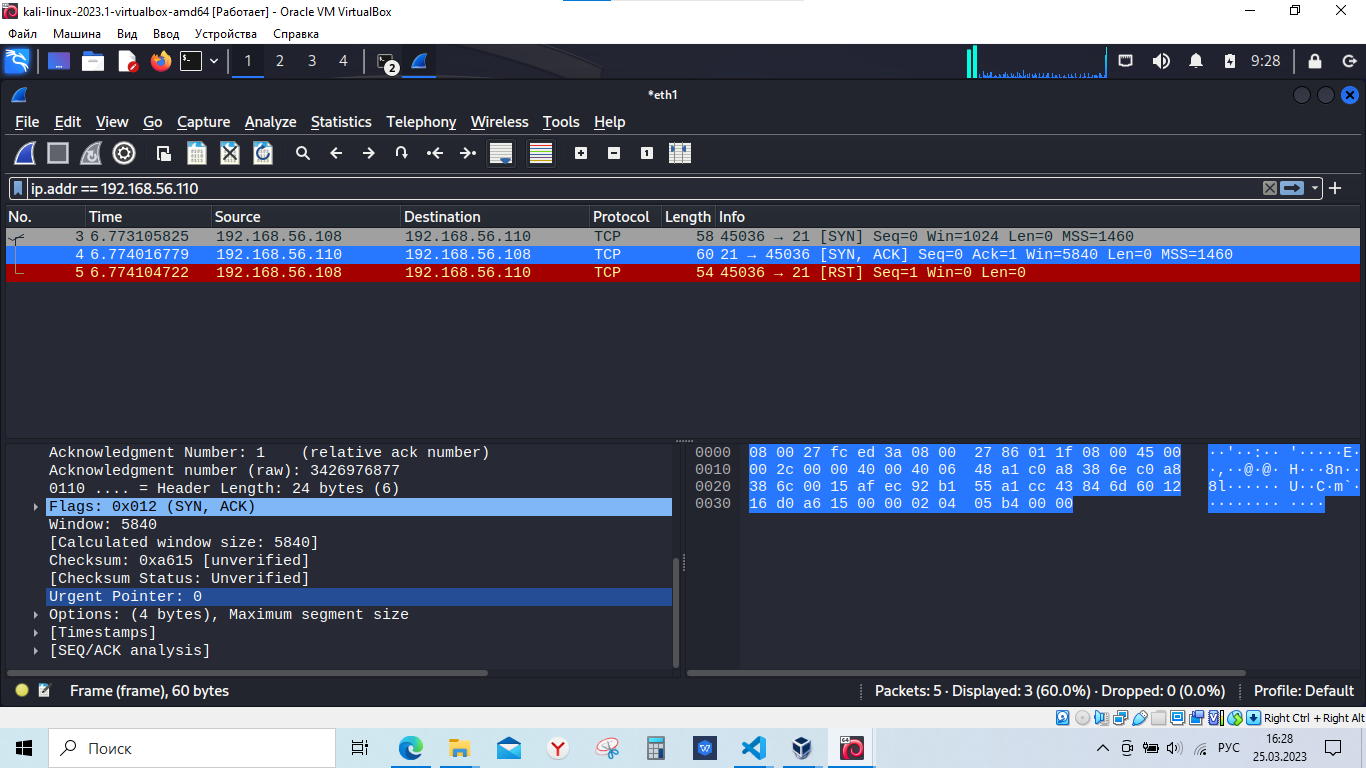 kali-linux-2023.1-virtualbox-amd64 [Работает] - Oracle VM VirtualBox
Файл Машина Вид Ввод Устройства Справка
1 2 3 4 2 9:28
*eth1
File Edit View Go Capture Analyze Statistics Telephony Wireless Tools Help
ip.addr == 192.168.56.110
No. Time Source Destination Protocol Length Info
3 6.773105825 192.168.56.108 192.168.56.110 TCP 58 45036 → 21 [SYN] Seq=0 Win=1024 Len=0 MSS=1460
4 6.774016779 192.168.56.110 192.168.56.108 TCP 60 21 → 45036 [SYN, ACK] Seq=0 Ack=1 Win=5840 Len=0 MSS=1460
5 6.774104722 192.168.56.108 192.168.56.110 TCP 54 45036 → 21 [RST] Seq=1 Win=0 Len=0
Acknowledgment Number: 1 (relative ack number)
Acknowledgment number (raw): 3426976877
0110 .... = Header Length: 24 bytes (6)
Flags: 0x012 (SYN, ACK)
Window: 5840
[Calculated window size: 5840]
Checksum: 0xa615 [unverified]
[Checksum Status: Unverified]
Urgent Pointer: 0
Options: (4 bytes), Maximum segment size
[Timestamps]
[SEQ/ACK analysis]
0000 08 00 27 fc ed 3a 08 00 27 86 01 1f 08 00 45 00 ··'··:·· '·····E·
0010 00 2c 00 00 40 00 40 06 48 a1 c0 a8 38 6e c0 a8 ·,··@·@· H···8n··
0020 38 6c 00 15 af ec 92 b1 55 a1 cc 43 84 6d 60 12 8l······ U··C·m`·
0030 16 d0 a6 15 00 00 02 04 05 b4 00 00 ········ ····
Frame (frame), 60 bytes Packets: 5 · Displayed: 3 (60.0%) · Dropped: 0 (0.0%) Profile: Default
Right Ctrl + Right Alt
Поиск РУС 16:28
25.03.2023